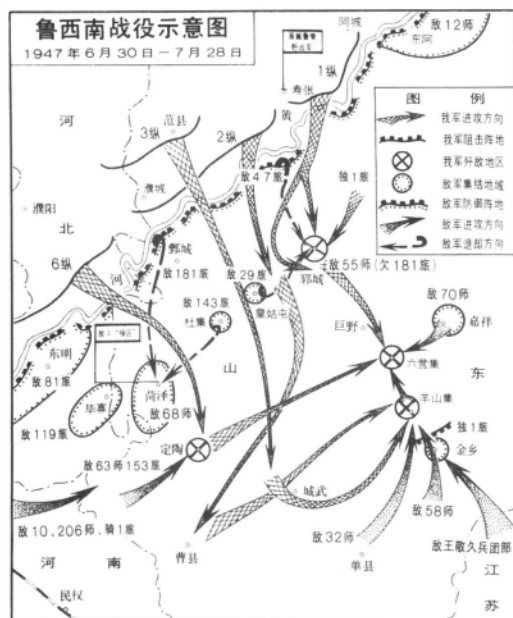 鲁西南战役示意图
1947年6月30日－7月28日
阿城
东阿
敌12师
1纵
寿张
黄
河
3纵
范县
2纵
图 例
我军进攻方向
我军阻击阵地
我军歼敌地区
敌军集结地域
敌军防御阵地
敌军进攻方向
敌军退却方向
濮阳
濮城
敌47旅
独1旅
北
鄄城
敌181旅
6纵
河
敌29旅
皇姑屯
郓城
敌55师(欠181旅)
敌143旅
杜集
敌70师
嘉祥
巨野
东明
敌81旅
山
六营集
东
菏泽
敌68师
毕寨
羊山集
敌119旅
定陶
独1旅
金乡
敌63师153旅
城武
敌58师
敌10、206师、骑1旅
敌32师
敌王敬久兵团部
曹县
单县
河 南
江
苏
民权